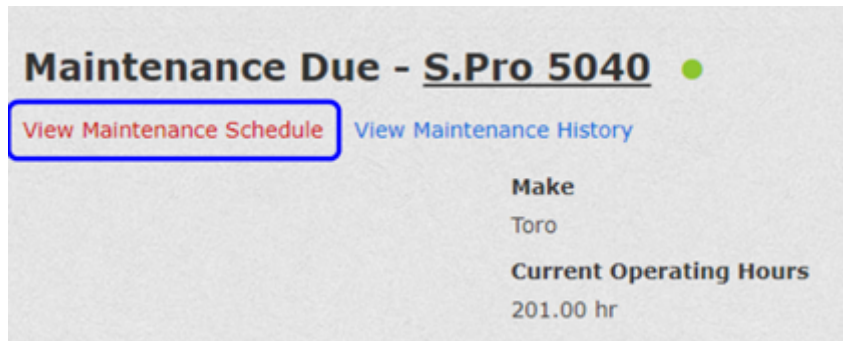 Maintenance Due - S.Pro 5040
View Maintenance Schedule View Maintenance History
Make
Toro
Current Operating Hours
201.00 hr